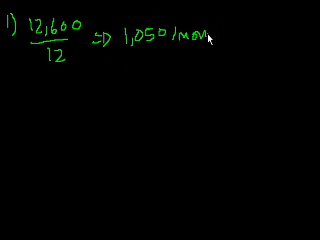 1) 12,600 / 12 => 1,050 / mon